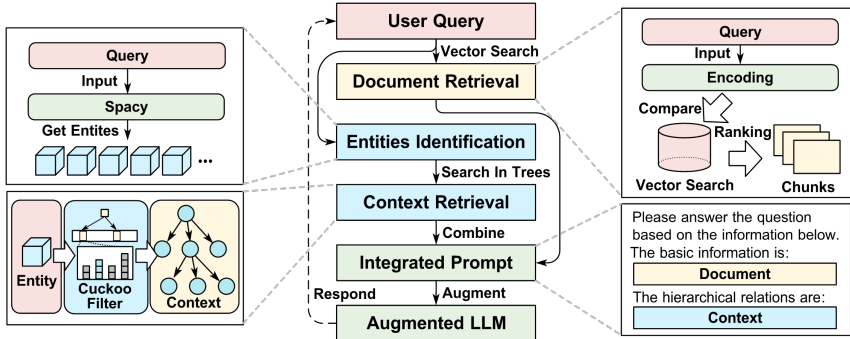 Query
Input
Spacy
Get Entites
...
Entity
Cuckoo
Filter
Context
User Query
Vector Search
Document Retrieval
Entities Identification
Search In Trees
Context Retrieval
Combine
Integrated Prompt
Respond
Augment
Augmented LLM
Query
Input
Encoding
Compare
Ranking
Vector Search
Chunks
Please answer the question
based on the information below.
The basic information is:
Document
The hierarchical relations are:
Context